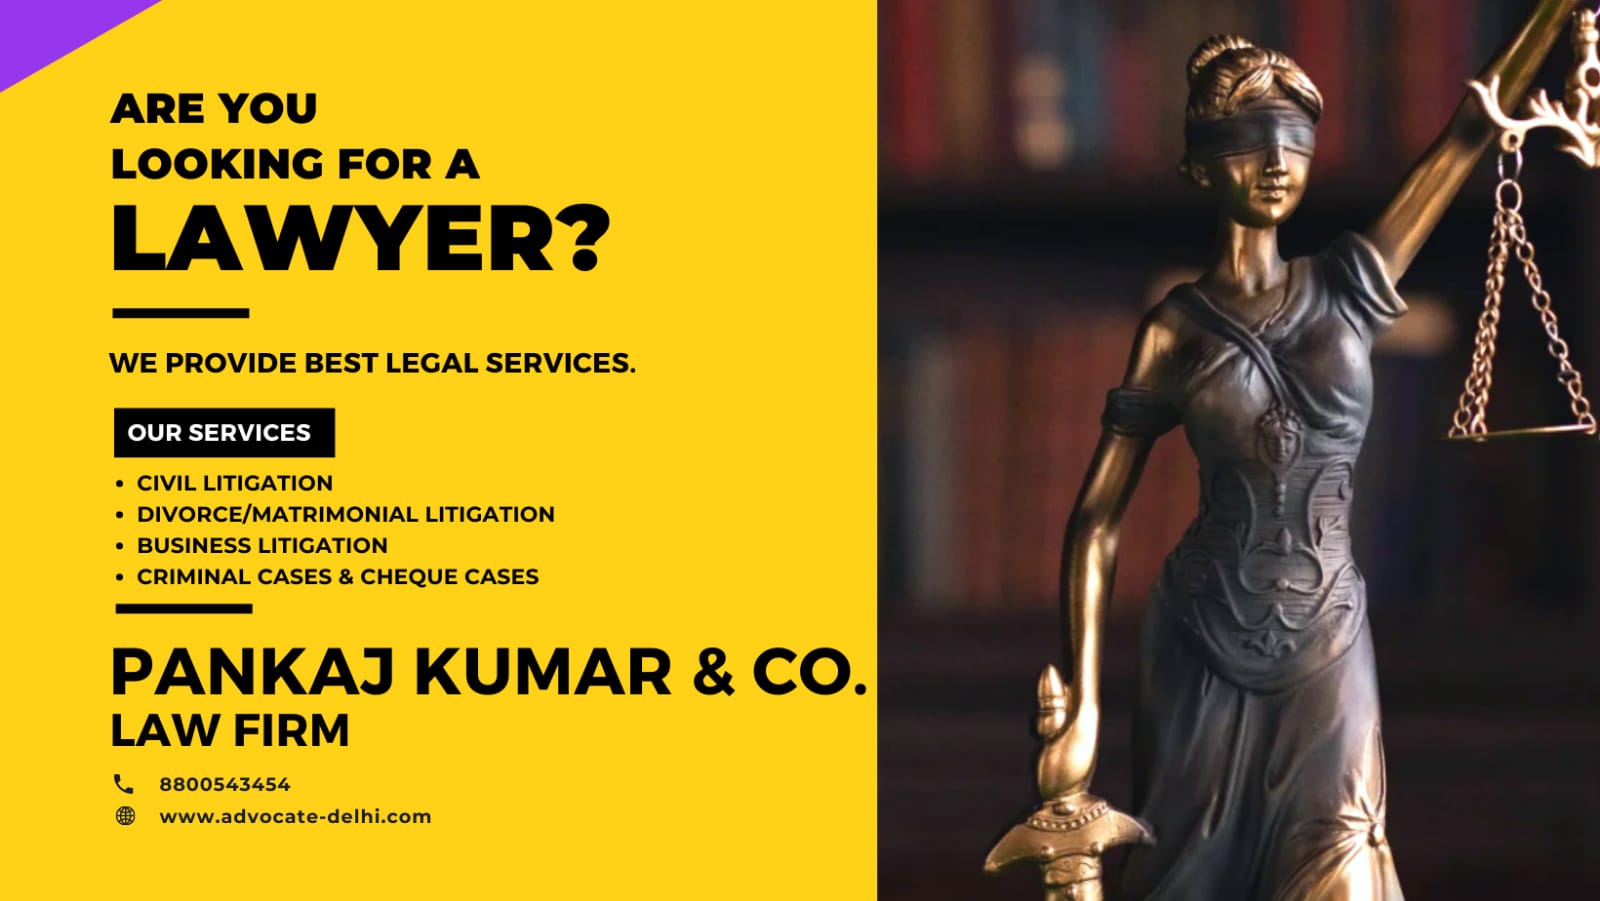 ARE YOU
LOOKING FOR A
LAWYER?
WE PROVIDE BEST LEGAL SERVICES.
OUR SERVICES
• CIVIL LITIGATION
• DIVORCE/MATRIMONIAL LITIGATION
• BUSINESS LITIGATION
• CRIMINAL CASES & CHEQUE CASES
PANKAJ KUMAR & CO.
LAW FIRM
8800543454
www.advocate-delhi.com